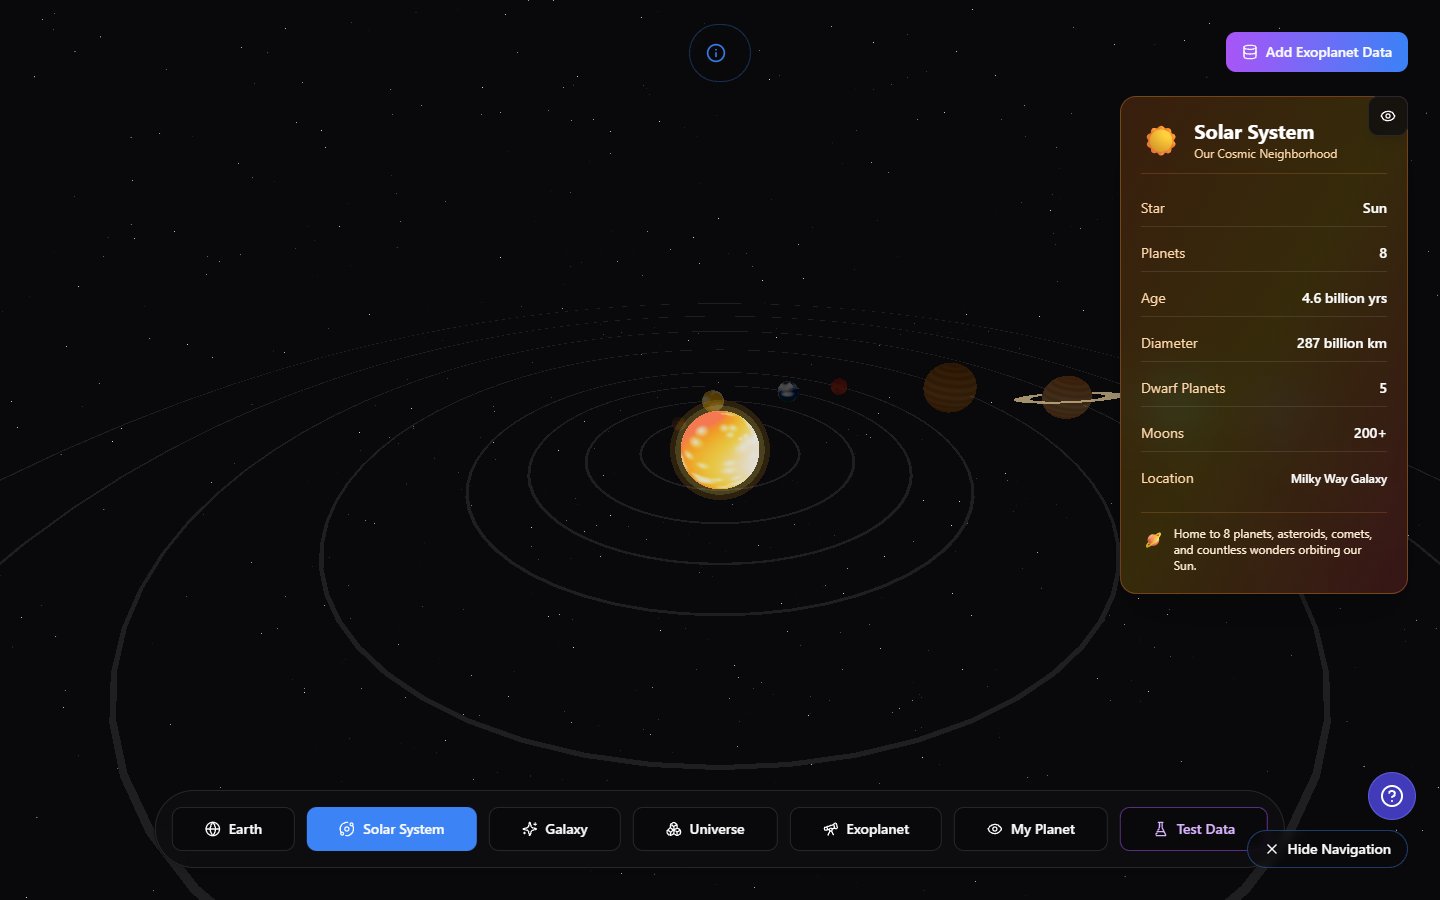 Add Exoplanet Data
Solar System
Our Cosmic Neighborhood
Star Sun
Planets 8
Age 4.6 billion yrs
Diameter 287 billion km
Dwarf Planets 5
Moons 200+
Location Milky Way Galaxy
Home to 8 planets, asteroids, comets,
and countless wonders orbiting our
Sun.
Earth
Solar System
Galaxy
Universe
Exoplanet
My Planet
Test Data
Hide Navigation